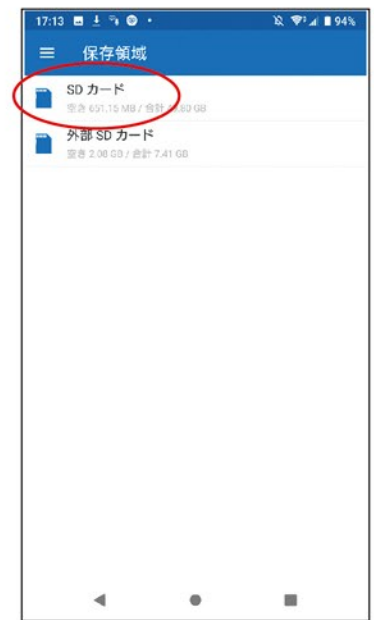 17:13 94%
保存領域
SD カード
空き 651.15 MB / 合計 GB
外部 SD カード
空き 2.08 GB / 合計 7.41 GB